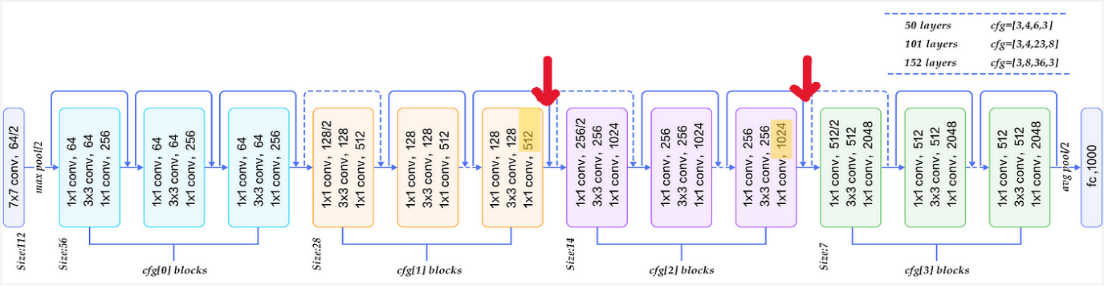 50 layers cfg=[3,4,6,3]
101 layers cfg=[3,4,23,8]
152 layers cfg=[3,8,36,3]
7x7 conv, 64/2
max pool/2
1x1 conv, 64
3x3 conv, 64
1x1 conv, 256
1x1 conv, 64
3x3 conv, 64
1x1 conv, 256
1x1 conv, 64
3x3 conv, 64
1x1 conv, 256
1x1 conv, 128/2
3x3 conv, 128
1x1 conv, 512
1x1 conv, 128
3x3 conv, 128
1x1 conv, 512
1x1 conv, 128
3x3 conv, 128
1x1 conv, 512
1x1 conv, 256/2
3x3 conv, 256
1x1 conv, 1024
1x1 conv, 256
3x3 conv, 256
1x1 conv, 1024
1x1 conv, 256
3x3 conv, 256
1x1 conv, 1024
1x1 conv, 512/2
3x3 conv, 512
1x1 conv, 2048
1x1 conv, 512
3x3 conv, 512
1x1 conv, 2048
1x1 conv, 512
3x3 conv, 512
1x1 conv, 2048
avg pool/2
fc ,1000
Size:112
Size:56
Size:28
Size:14
Size:7
cfg[0] blocks
cfg[1] blocks
cfg[2] blocks
cfg[3] blocks